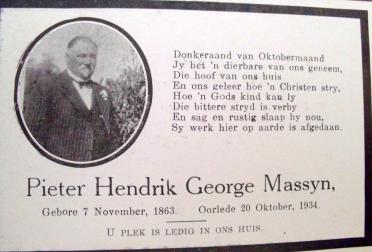 Donkeraand van Oktobermaand
Jy het 'n dierbare van ons geneem,
Die hoof van ons huis
En ons geleer hoe 'n Christen stry,
Hoe 'n Gods kind kan ly
Die bittere stryd is verby
En sag en rustig slaap hy nou,
Sy werk hier op aarde is afgedaan.
Pieter Hendrik George Massyn,
Gebore 7 November, 1863. Oorlede 20 Oktober, 1934.
U PLEK IS LEDIG IN ONS HUIS.